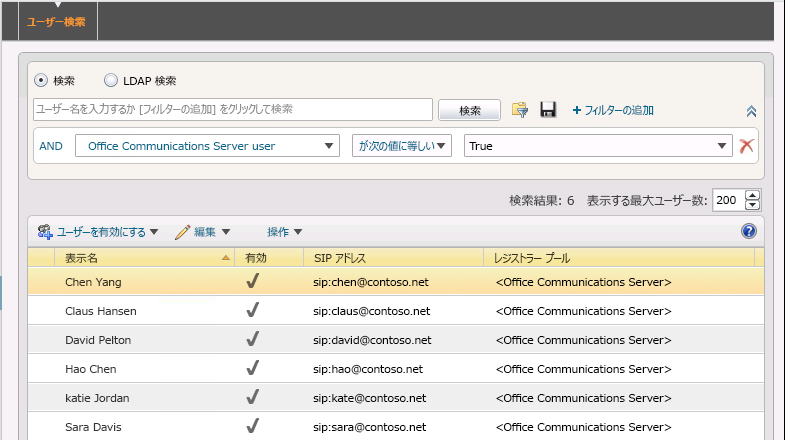 ユーザー検索
検索 LDAP 検索
ユーザー名を入力するか [フィルターの追加] をクリックして検索 検索 +フィルターの追加
AND Office Communications Server user が次の値に等しい True
検索結果: 6 表示する最大ユーザー数: 200
ユーザーを有効にする 編集 操作
表示名 有効 SIP アドレス レジストラー プール
Chen Yang sip:chen@contoso.net <Office Communications Server>
Claus Hansen sip:claus@contoso.net <Office Communications Server>
David Pelton sip:david@contoso.net <Office Communications Server>
Hao Chen sip:hao@contoso.net <Office Communications Server>
katie Jordan sip:kate@contoso.net <Office Communications Server>
Sara Davis sip:sara@contoso.net <Office Communications Server>